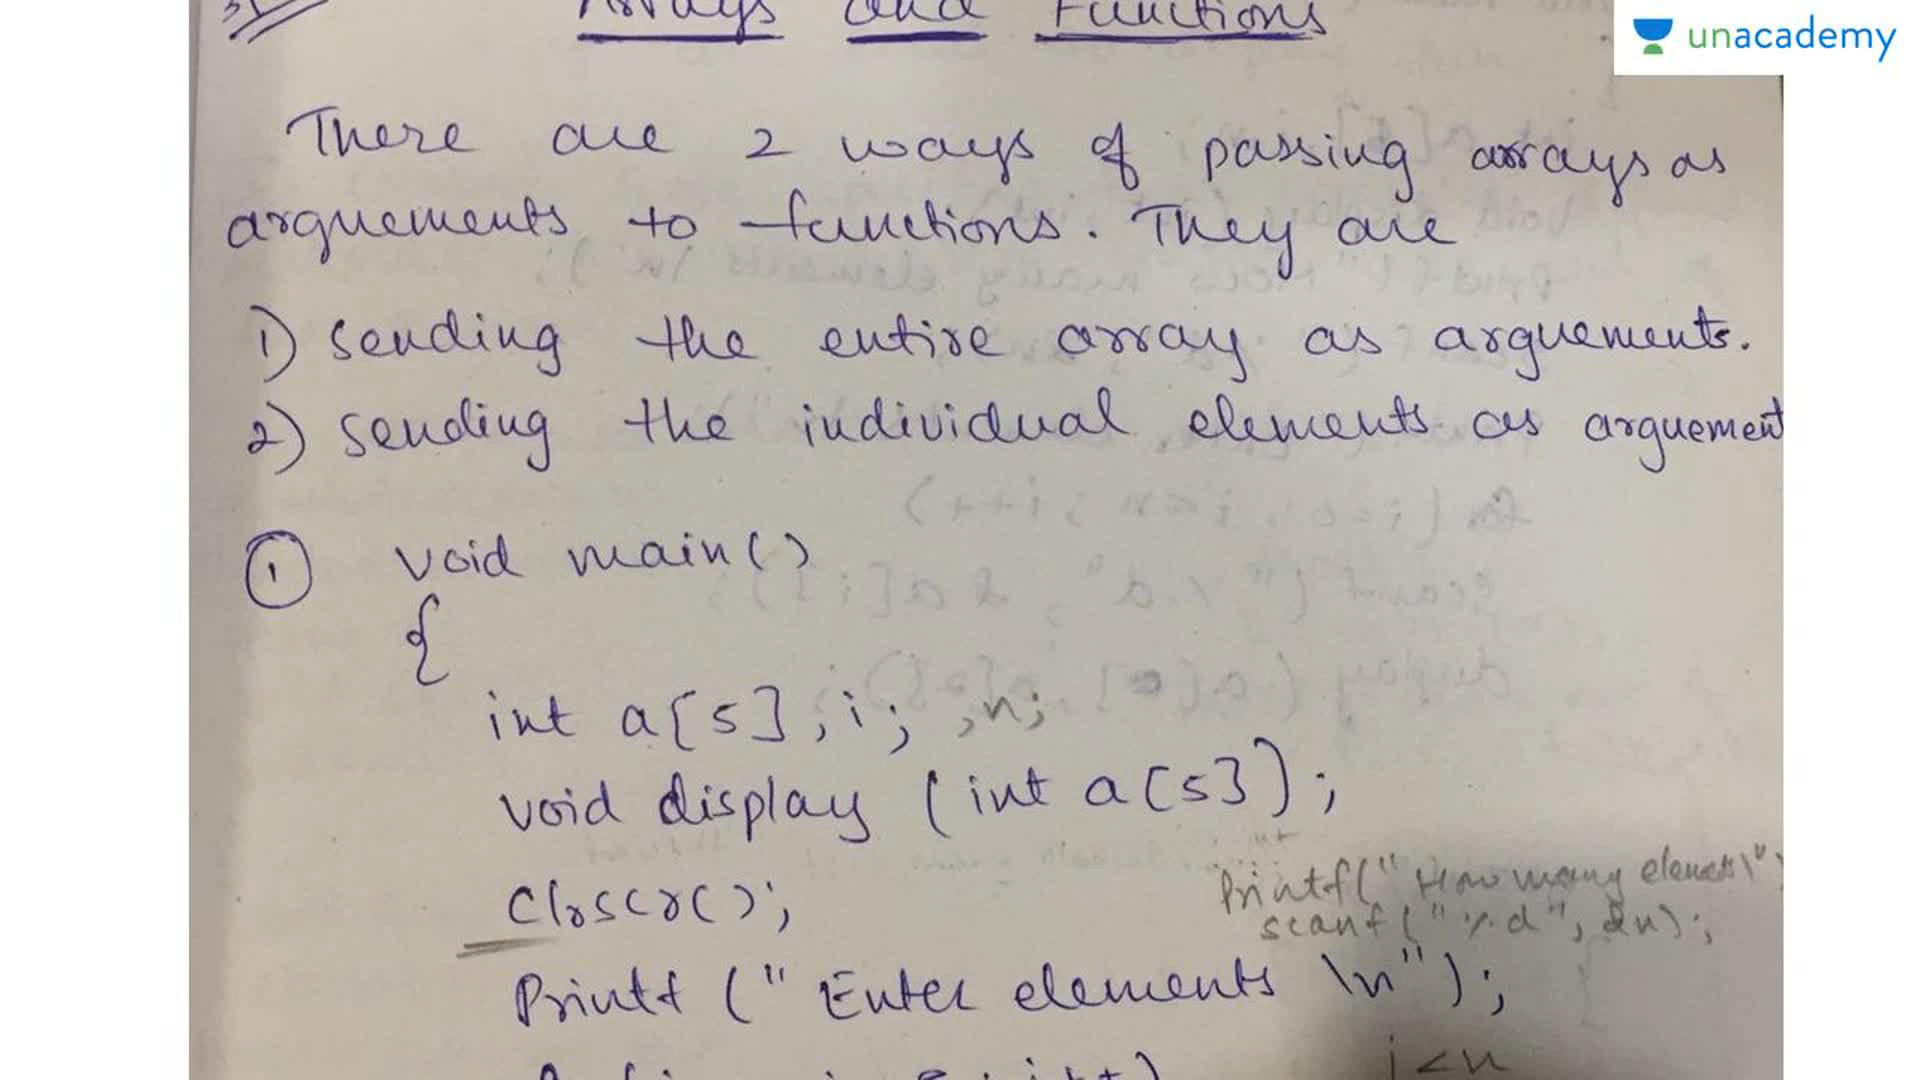 Arrays and Functions
unacademy
There are 2 ways of passing arrays as
arguements to functions. They are
1) sending the entire array as arguements.
2) sending the individual elements as arguement
1 void main()
{
int a[5], i; , n;
void display (int a[5]);
clrscr();
printf("How many elements\"
scanf("%d", &n);
Printf ("Enter elements \n");
i<n